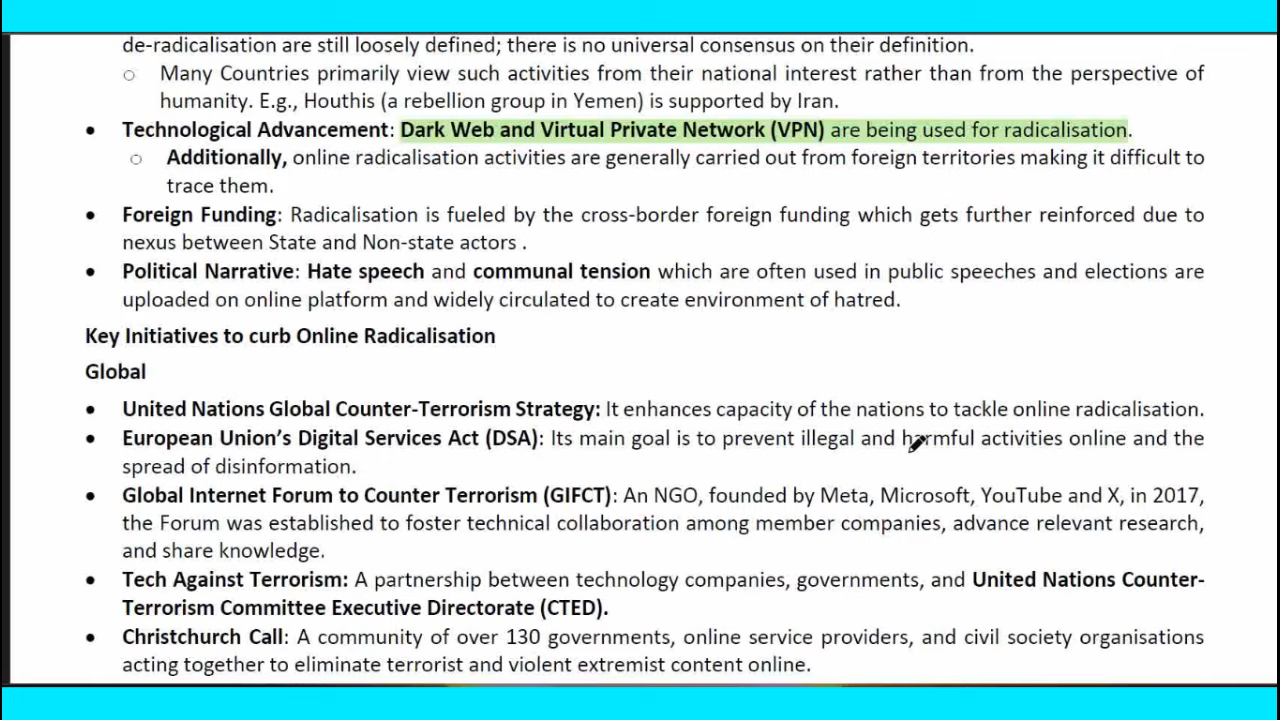 de-radicalisation are still loosely defined; there is no universal consensus on their definition.
○ Many Countries primarily view such activities from their national interest rather than from the perspective of
humanity. E.g., Houthis (a rebellion group in Yemen) is supported by Iran.
• Technological Advancement: Dark Web and Virtual Private Network (VPN) are being used for radicalisation.
○ Additionally, online radicalisation activities are generally carried out from foreign territories making it difficult to
trace them.
• Foreign Funding: Radicalisation is fueled by the cross-border foreign funding which gets further reinforced due to
nexus between State and Non-state actors .
• Political Narrative: Hate speech and communal tension which are often used in public speeches and elections are
uploaded on online platform and widely circulated to create environment of hatred.
Key Initiatives to curb Online Radicalisation
Global
• United Nations Global Counter-Terrorism Strategy: It enhances capacity of the nations to tackle online radicalisation.
• European Union’s Digital Services Act (DSA): Its main goal is to prevent illegal and harmful activities online and the
spread of disinformation.
• Global Internet Forum to Counter Terrorism (GIFCT): An NGO, founded by Meta, Microsoft, YouTube and X, in 2017,
the Forum was established to foster technical collaboration among member companies, advance relevant research,
and share knowledge.
• Tech Against Terrorism: A partnership between technology companies, governments, and United Nations Counter-
Terrorism Committee Executive Directorate (CTED).
• Christchurch Call: A community of over 130 governments, online service providers, and civil society organisations
acting together to eliminate terrorist and violent extremist content online.